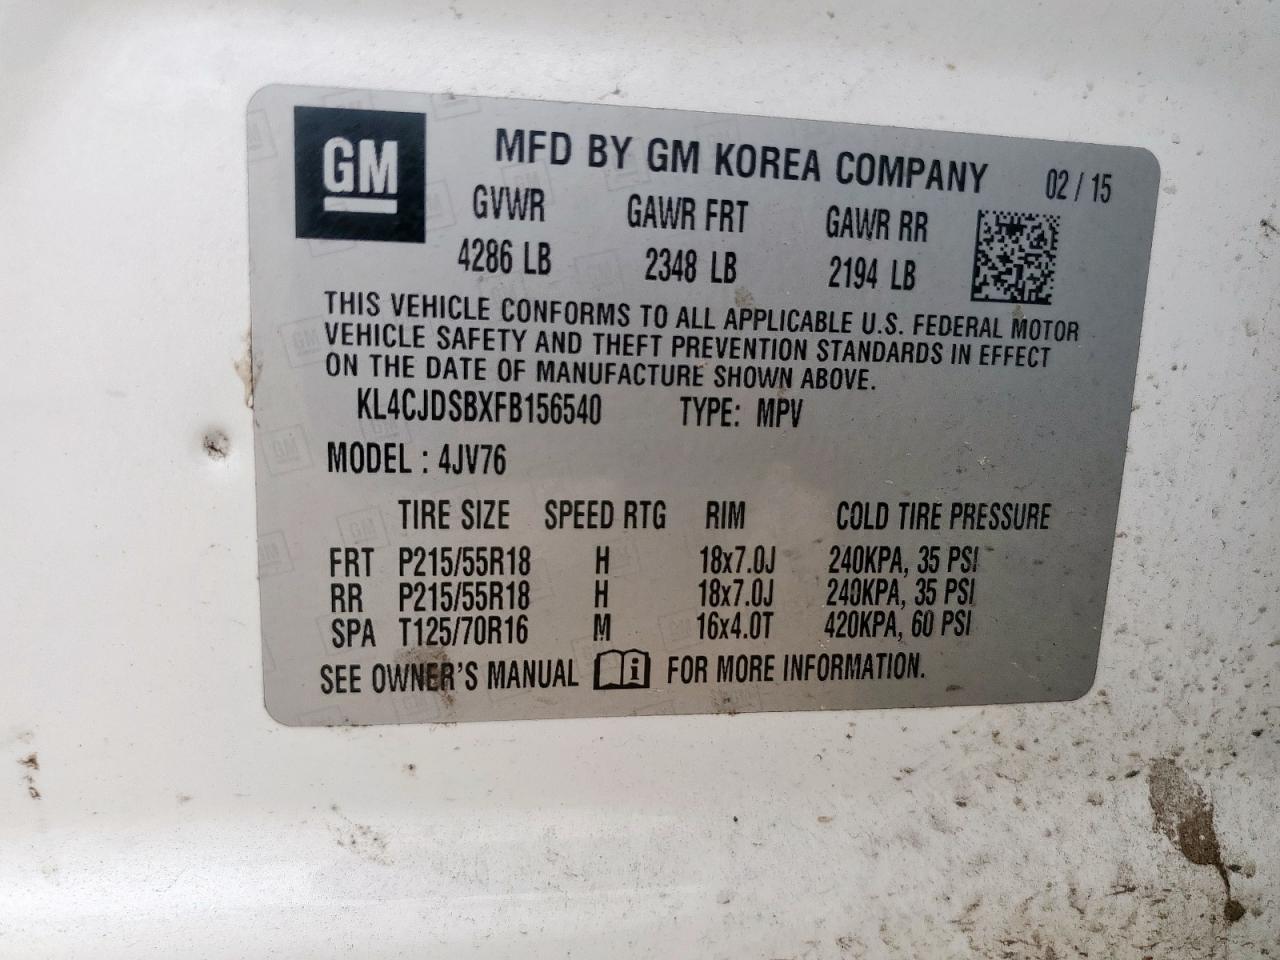 GM
MFD BY GM KOREA COMPANY 02 / 15
GVWR GAWR FRT GAWR RR
4286 LB 2348 LB 2194 LB
THIS VEHICLE CONFORMS TO ALL APPLICABLE U.S. FEDERAL MOTOR
VEHICLE SAFETY AND THEFT PREVENTION STANDARDS IN EFFECT
ON THE DATE OF MANUFACTURE SHOWN ABOVE.
KL4CJDSBXFB156540 TYPE: MPV
MODEL : 4JV76
TIRE SIZE SPEED RTG RIM COLD TIRE PRESSURE
FRT P215/55R18 H 18x7.0J 240KPA, 35 PSI
RR P215/55R18 H 18x7.0J 240KPA, 35 PSI
SPA T125/70R16 M 16x4.0T 420KPA, 60 PSI
SEE OWNER'S MANUAL i FOR MORE INFORMATION.